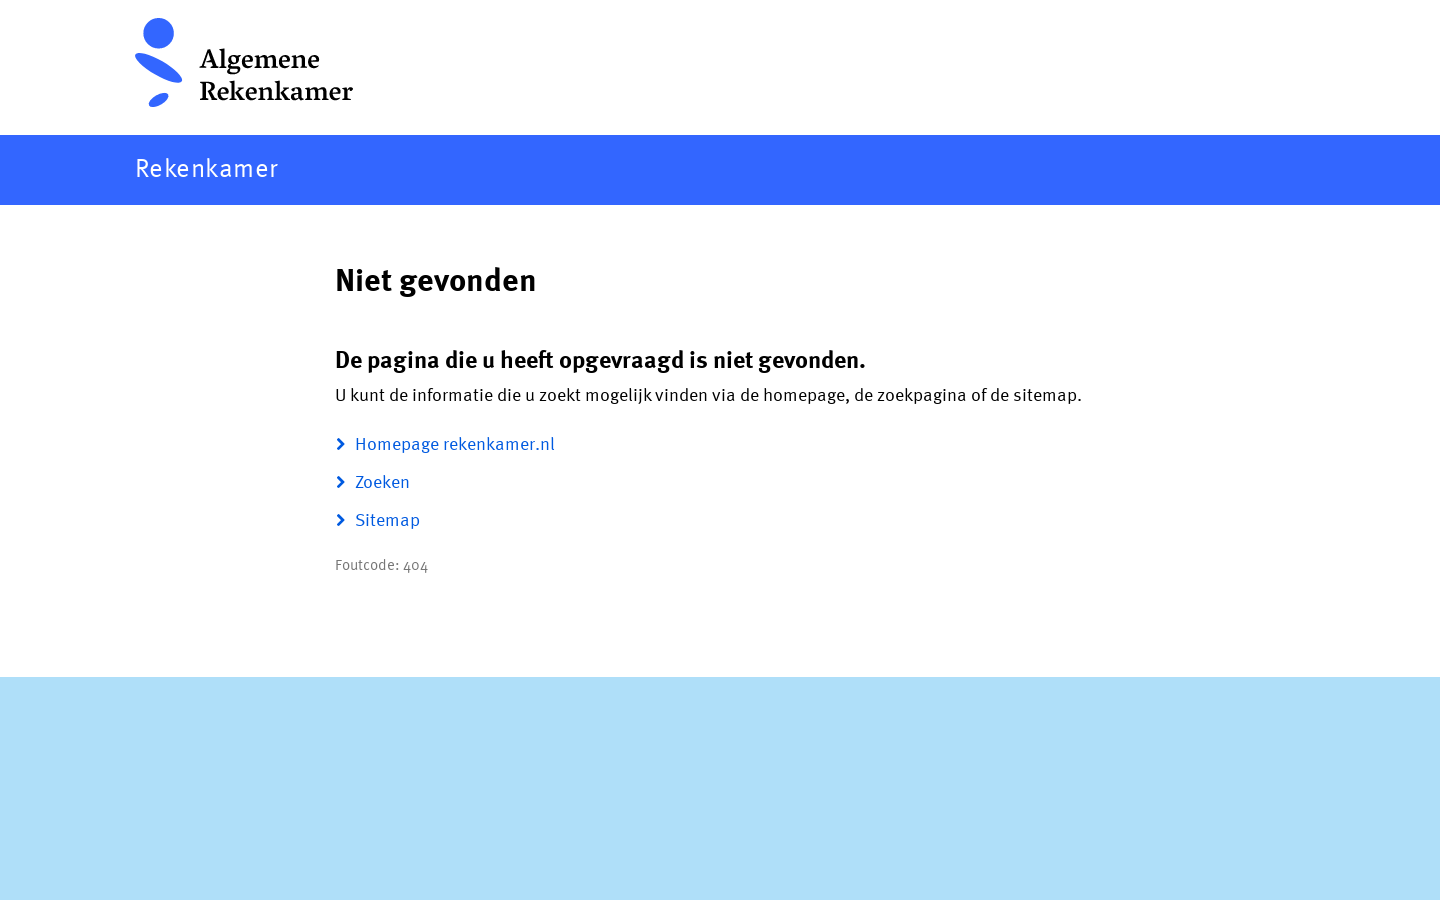 Algemene
Rekenkamer
Rekenkamer
Niet gevonden
De pagina die u heeft opgevraagd is niet gevonden.
U kunt de informatie die u zoekt mogelijk vinden via de homepage, de zoekpagina of de sitemap.
Homepage rekenkamer.nl
Zoeken
Sitemap
Foutcode: 404